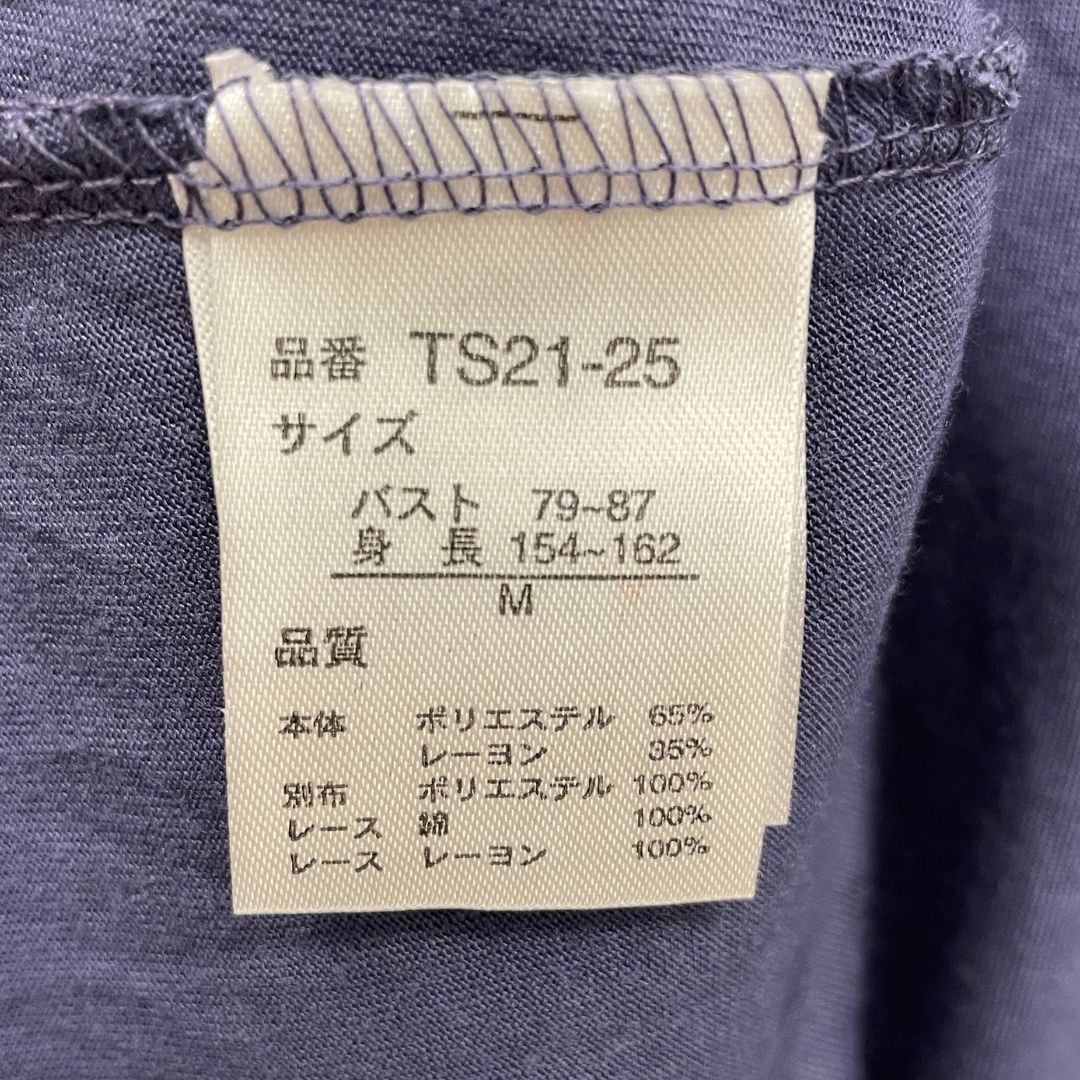 品番 TS21-25
サイズ
バスト 79~87
身 長 154~162
M
品質
本体 ポリエステル 65%
レーヨン 35%
別布 ポリエステル 100%
レース 綿 100%
レース レーヨン 100%